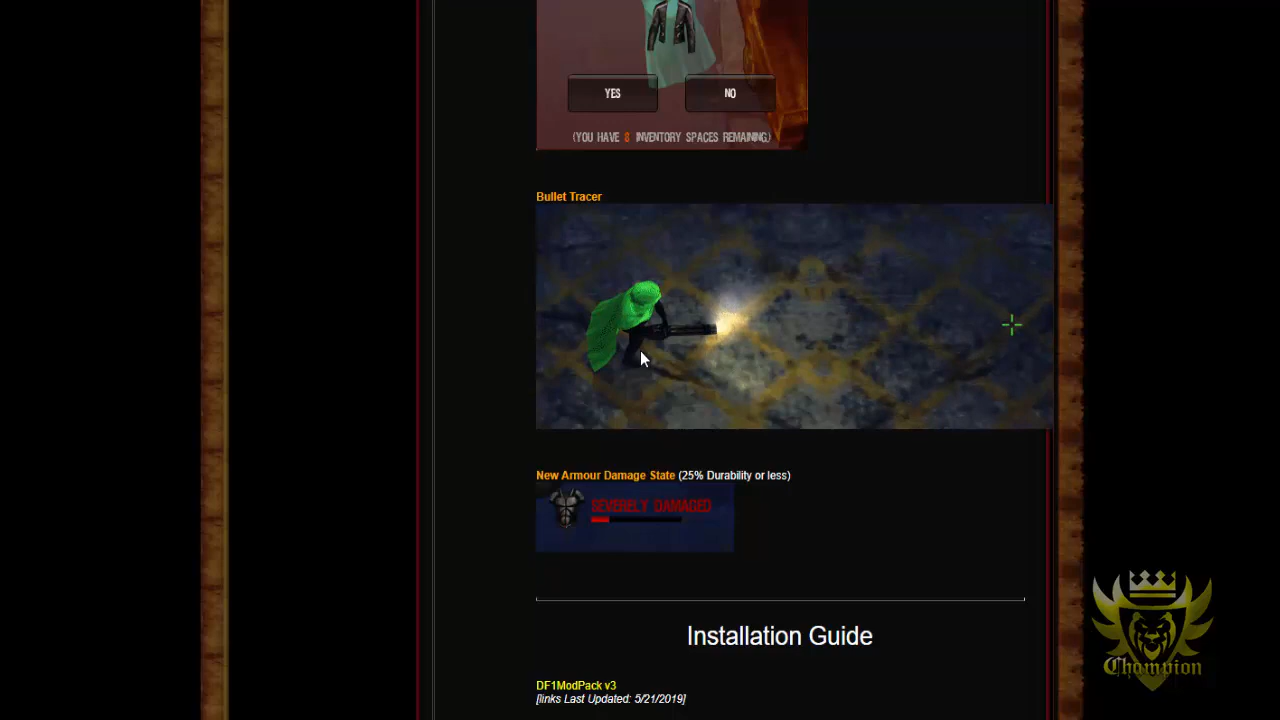 YES NO
(YOU HAVE 8 INVENTORY SPACES REMAINING)
Bullet Tracer
New Armour Damage State (25% Durability or less)
SEVERELY DAMAGED
Installation Guide
DF1ModPack v3
[links Last Updated: 5/21/2019]
Champion